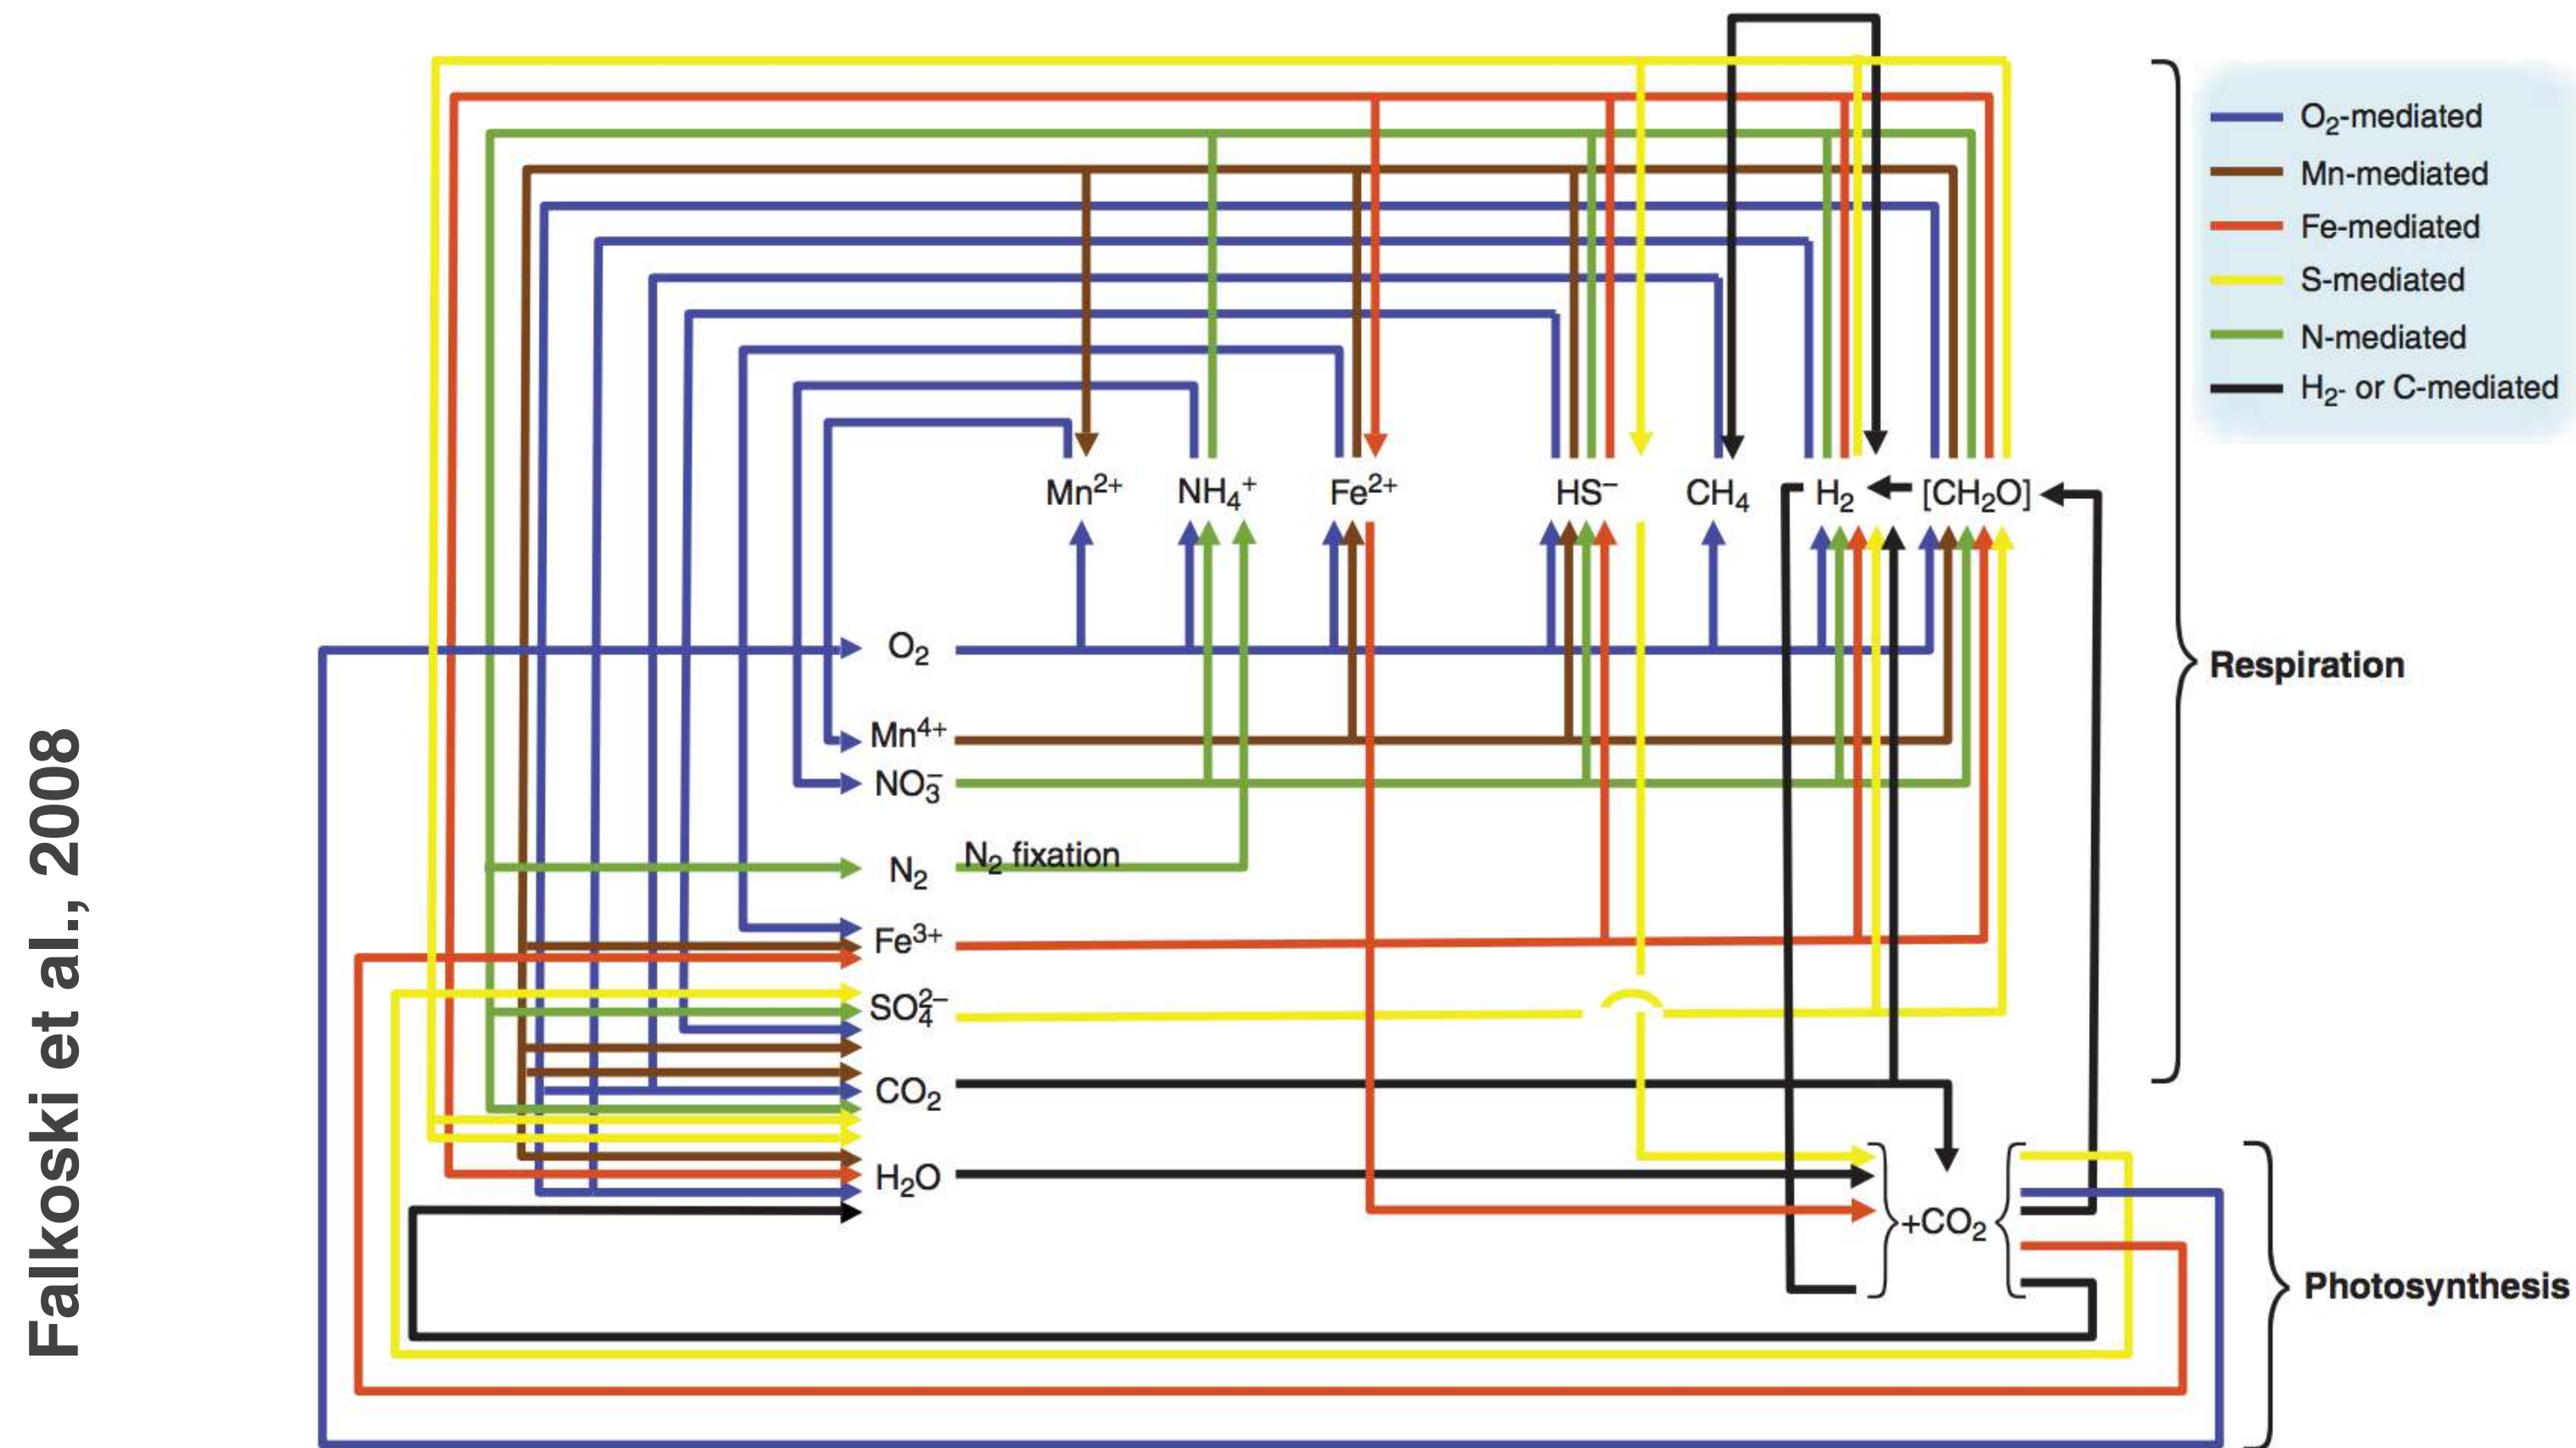 Falkoski et al., 2008
O₂-mediated
Mn-mediated
Fe-mediated
S-mediated
N-mediated
H₂- or C-mediated
Mn²⁺ NH₄⁺ Fe²⁺ HS⁻ CH₄ H₂ [CH₂O]
O₂
Respiration
Mn⁴⁺
NO₃⁻
N₂ N₂ fixation
Fe³⁺
SO₄²⁻
CO₂
H₂O
+CO₂
Photosynthesis